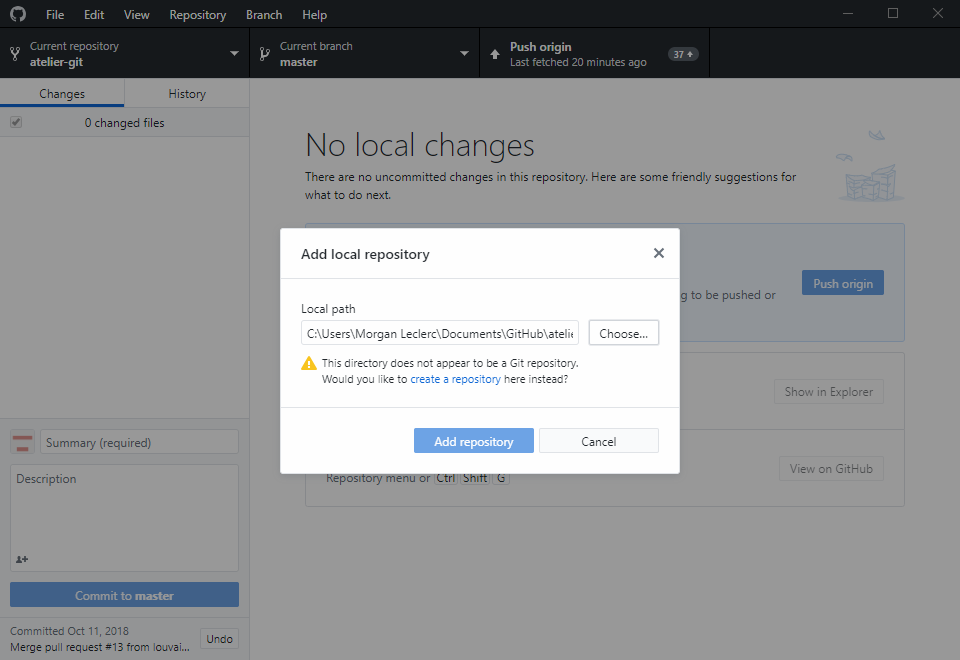 File Edit View Repository Branch Help
Current repository
atelier-git
Current branch
master
Push origin
Last fetched 20 minutes ago
37
Changes History
0 changed files
No local changes
There are no uncommitted changes in this repository. Here are some friendly suggestions for
what to do next.
g to be pushed or
Push origin
Add local repository
Local path
C:\Users\Morgan Leclerc\Documents\GitHub\atelie
Choose...
This directory does not appear to be a Git repository.
Would you like to create a repository here instead?
Add repository
Cancel
Show in Explorer
Repository menu or Ctrl Shift G
View on GitHub
Summary (required)
Description
Commit to master
Committed Oct 11, 2018
Merge pull request #13 from louvai...
Undo